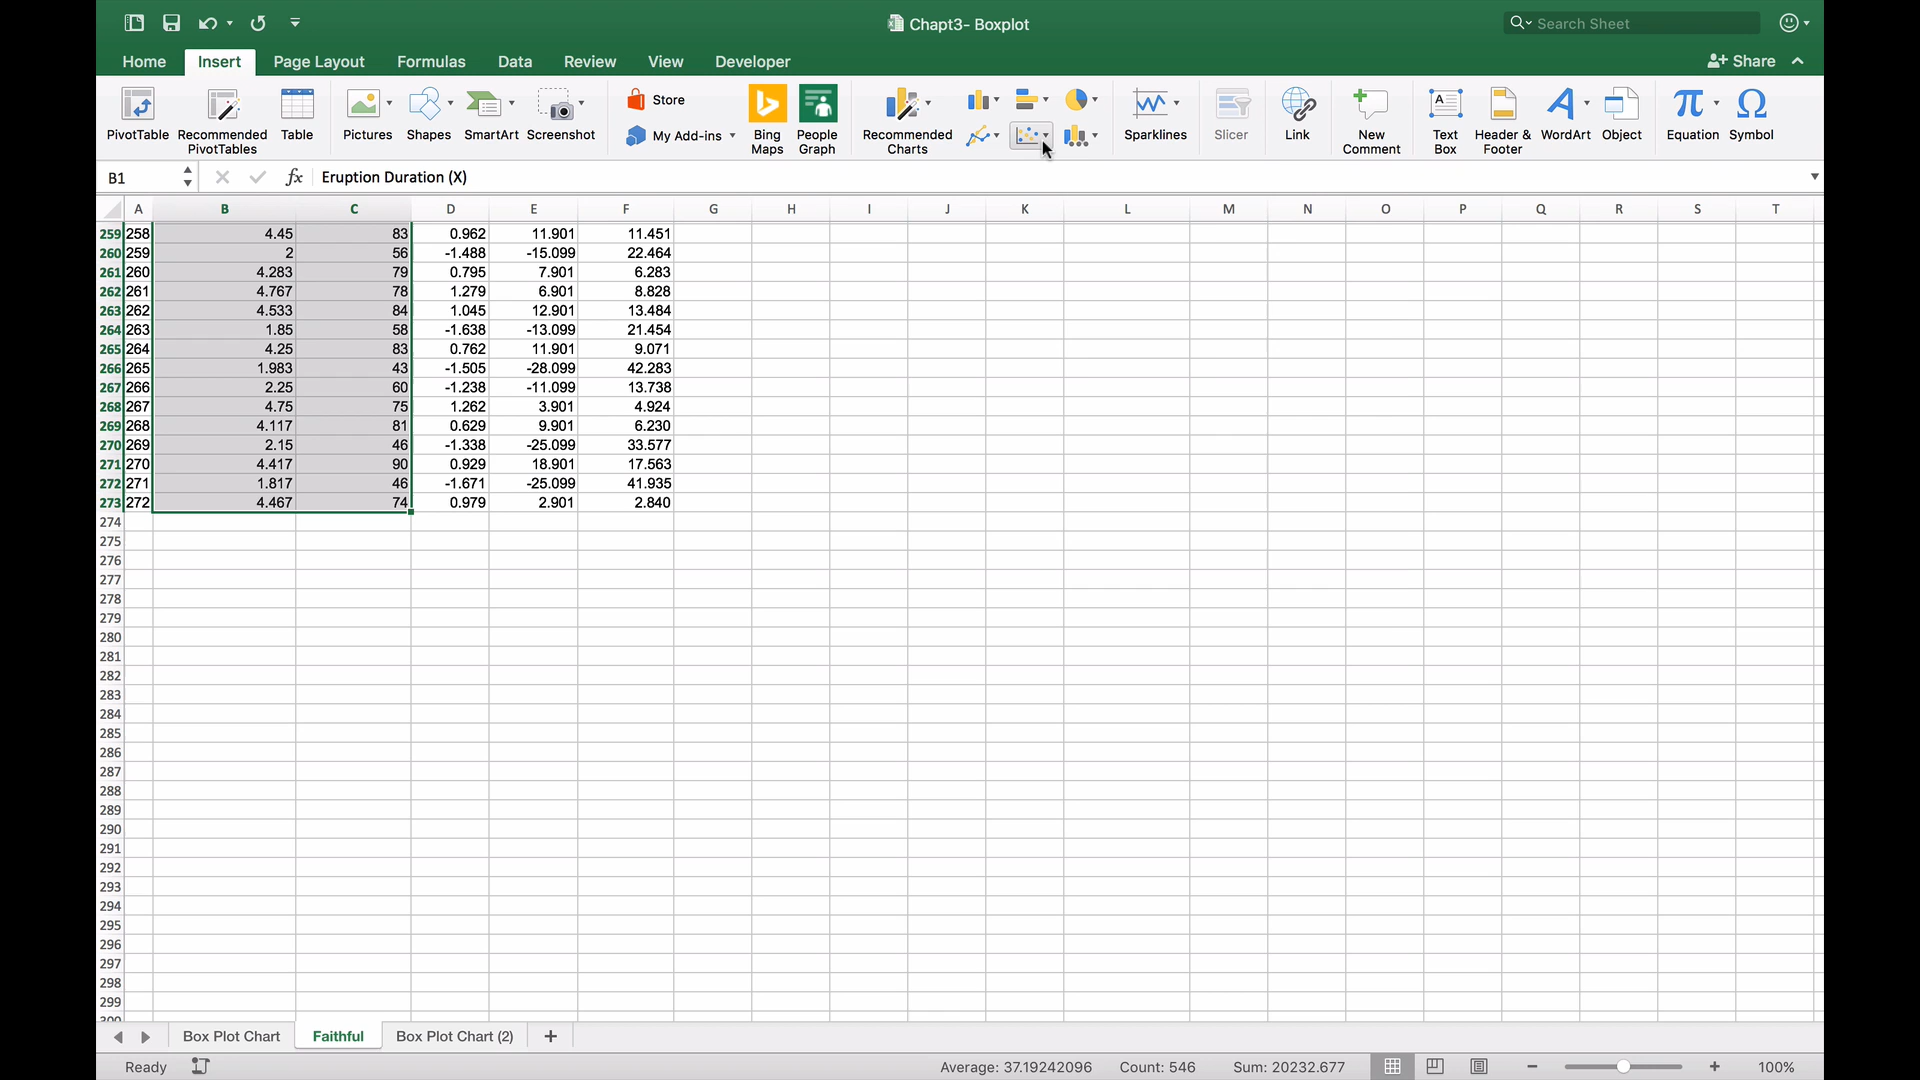 Chapt3- Boxplot
Search Sheet
Home Insert Page Layout Formulas Data Review View Developer
Share
PivotTable Recommended PivotTables Table Pictures Shapes SmartArt Screenshot Store My Add-ins Bing Maps People Graph Recommended Charts Sparklines Slicer Link New Comment Text Box Header & Footer WordArt Object Equation Symbol
B1 fx Eruption Duration (X)
A B C D E F G H I J K L M N O P Q R S T
259 258 4.45 83 0.962 11.901 11.451
260 259 2 56 -1.488 -15.099 22.464
261 260 4.283 79 0.795 7.901 6.283
262 261 4.767 78 1.279 6.901 8.828
263 262 4.533 84 1.045 12.901 13.484
264 263 1.85 58 -1.638 -13.099 21.454
265 264 4.25 83 0.762 11.901 9.071
266 265 1.983 43 -1.505 -28.099 42.283
267 266 2.25 60 -1.238 -11.099 13.738
268 267 4.75 75 1.262 3.901 4.924
269 268 4.117 81 0.629 9.901 6.230
270 269 2.15 46 -1.338 -25.099 33.577
271 270 4.417 90 0.929 18.901 17.563
272 271 1.817 46 -1.671 -25.099 41.935
273 272 4.467 74 0.979 2.901 2.840
274
275
276
277
278
279
280
281
282
283
284
285
286
287
288
289
290
291
292
293
294
295
296
297
298
299
300
Box Plot Chart Faithful Box Plot Chart (2) +
Ready Average: 37.19242096 Count: 546 Sum: 20232.677 100%